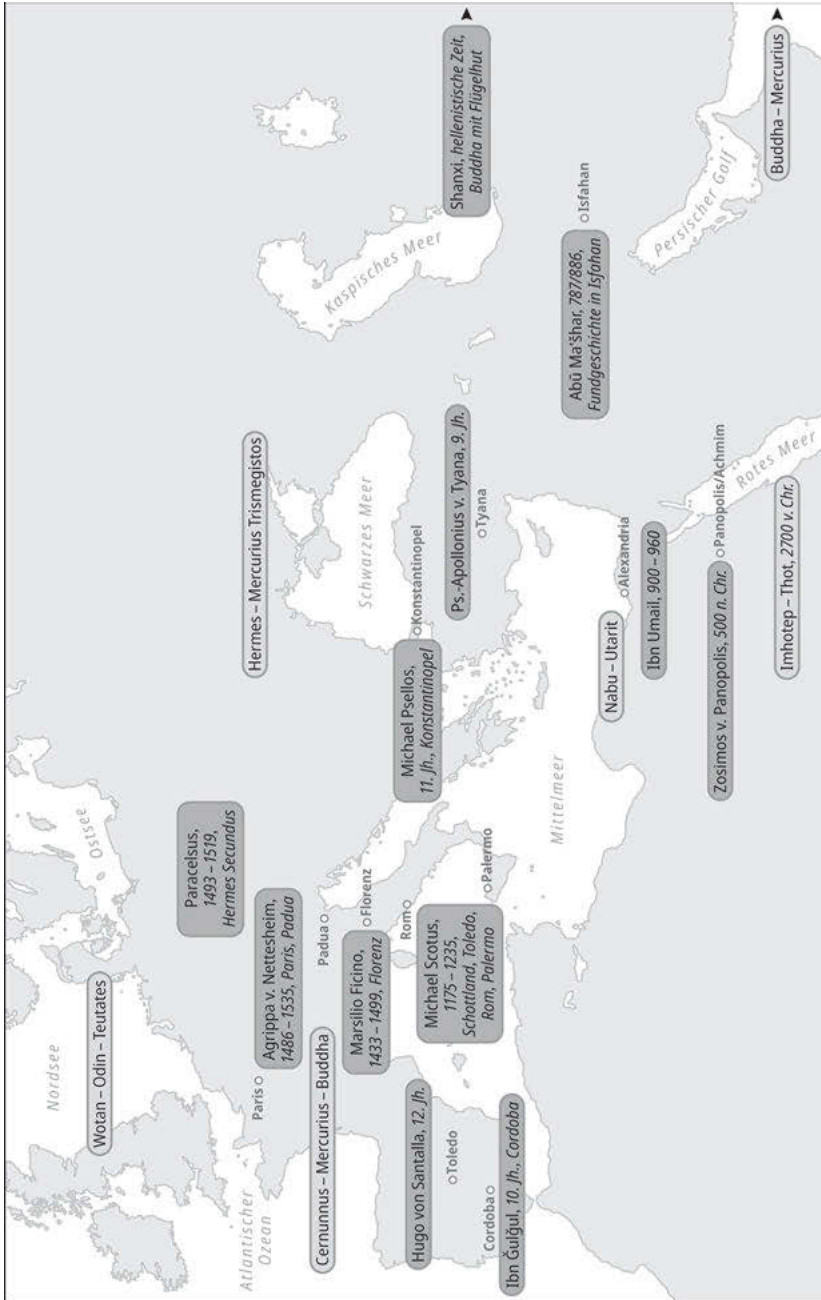 Nordsee
Ostsee
Wotan – Odin – Teutates
Atlantischer
Ozean
Paris
Paracelsus,
1493 – 1519,
Hermes Secundus
Agrippa v. Nettesheim,
1486 – 1535, Paris, Padua
Hermes – Mercurius Trismegistos
Kaspisches Meer
Cernunnus – Mercurius – Buddha
Padua
Marsilio Ficino,
1433 – 1499, Florenz
Florenz
Schwarzes Meer
Hugo von Santalla, 12. Jh.
Toledo
Rom
Michael Psellos,
11. Jh., Konstantinopel
Konstantinopel
Shanxi, hellenistische Zeit,
Buddha mit Flügelhut
Ps.-Apollonius v. Tyana, 9. Jh.
Tyana
Michael Scotus,
1175 – 1235,
Schottland, Toledo,
Rom, Palermo
Palermo
Cordoba
Ibn Ǧulǧul, 10. Jh., Cordoba
Mittelmeer
Abū Maʿshar, 787/886,
Fundgeschichte in Isfahan
Isfahan
Nabu – Utarit
Alexandria
Ibn Umail, 900 – 960
Persischer Golf
Zosimos v. Panopolis, 500 n. Chr.
Panopolis/Achmim
Rotes Meer
Imhotep – Thot, 2700 v. Chr.
Buddha – Mercurius